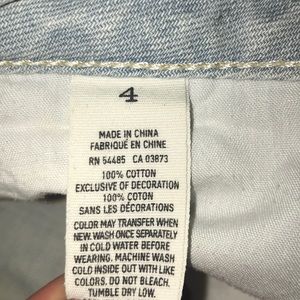 4
MADE IN CHINA
FABRIQUÉ EN CHINE
RN 54485 CA 03873
100% COTTON
EXCLUSIVE OF DECORATION
100% COTON
SANS LES DÉCORATIONS
COLOR MAY TRANSFER WHEN
NEW. WASH ONCE SEPARATELY
IN COLD WATER BEFORE
WEARING. MACHINE WASH
COLD INSIDE OUT WITH LIKE
COLORS. DO NOT BLEACH.
TUMBLE DRY LOW.